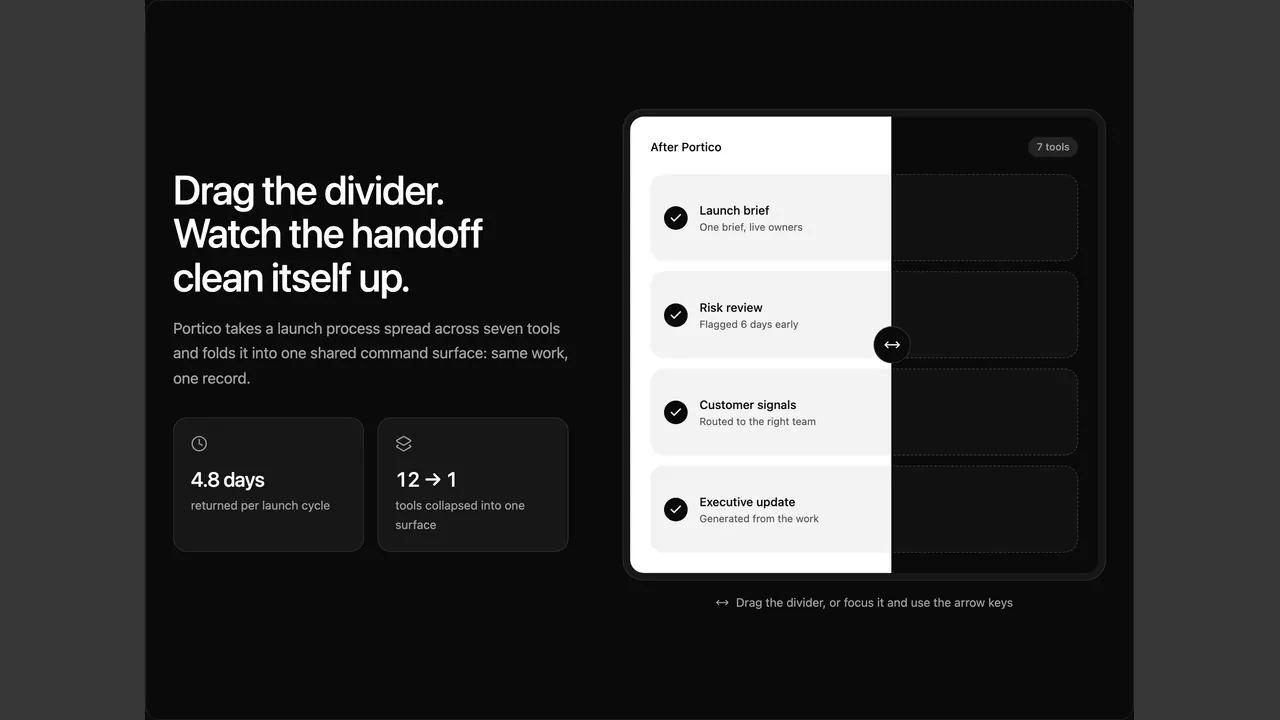 Drag the divider.
Watch the handoff
clean itself up.
Portico takes a launch process spread across seven tools
and folds it into one shared command surface: same work,
one record.
4.8 days
returned per launch cycle
12 → 1
tools collapsed into one
surface
After Portico
7 tools
Launch brief
One brief, live owners
Risk review
Flagged 6 days early
Customer signals
Routed to the right team
Executive update
Generated from the work
Drag the divider, or focus it and use the arrow keys